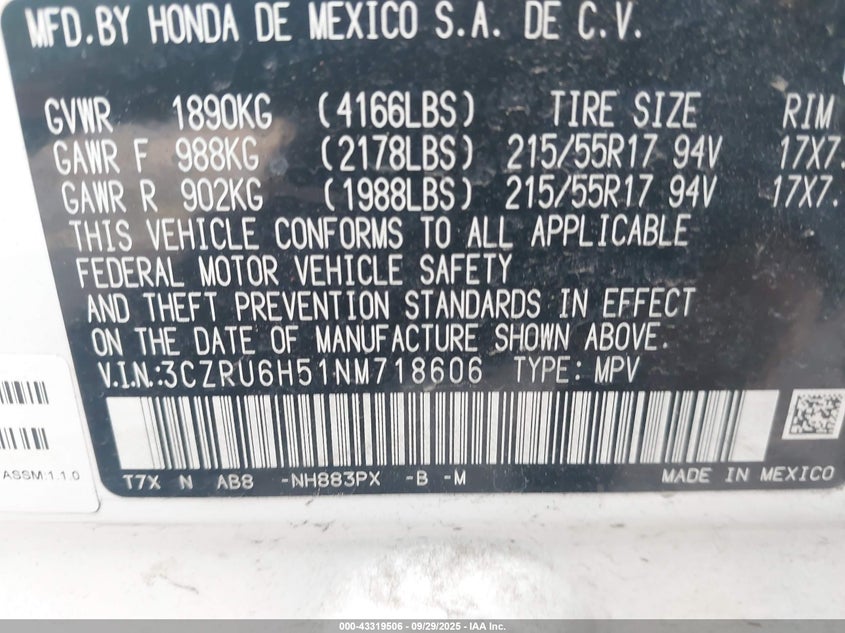 MFD.BY HONDA DE MEXICO S.A. DE C.V.
GVWR 1890KG (4166LBS) TIRE SIZE RIM
GAWR F 988KG (2178LBS) 215/55R17 94V 17X7.
GAWR R 902KG (1988LBS) 215/55R17 94V 17X7.
THIS VEHICLE CONFORMS TO ALL APPLICABLE
FEDERAL MOTOR VEHICLE SAFETY
AND THEFT PREVENTION STANDARDS IN EFFECT
ON THE DATE OF MANUFACTURE SHOWN ABOVE.
V.I.N.:3CZRU6H51NM718606 TYPE: MPV
ASSM:1.1.0
T7X N AB8 -NH883PX -B -M MADE IN MEXICO
000-43319506 - 09/29/2025 - IAA Inc.